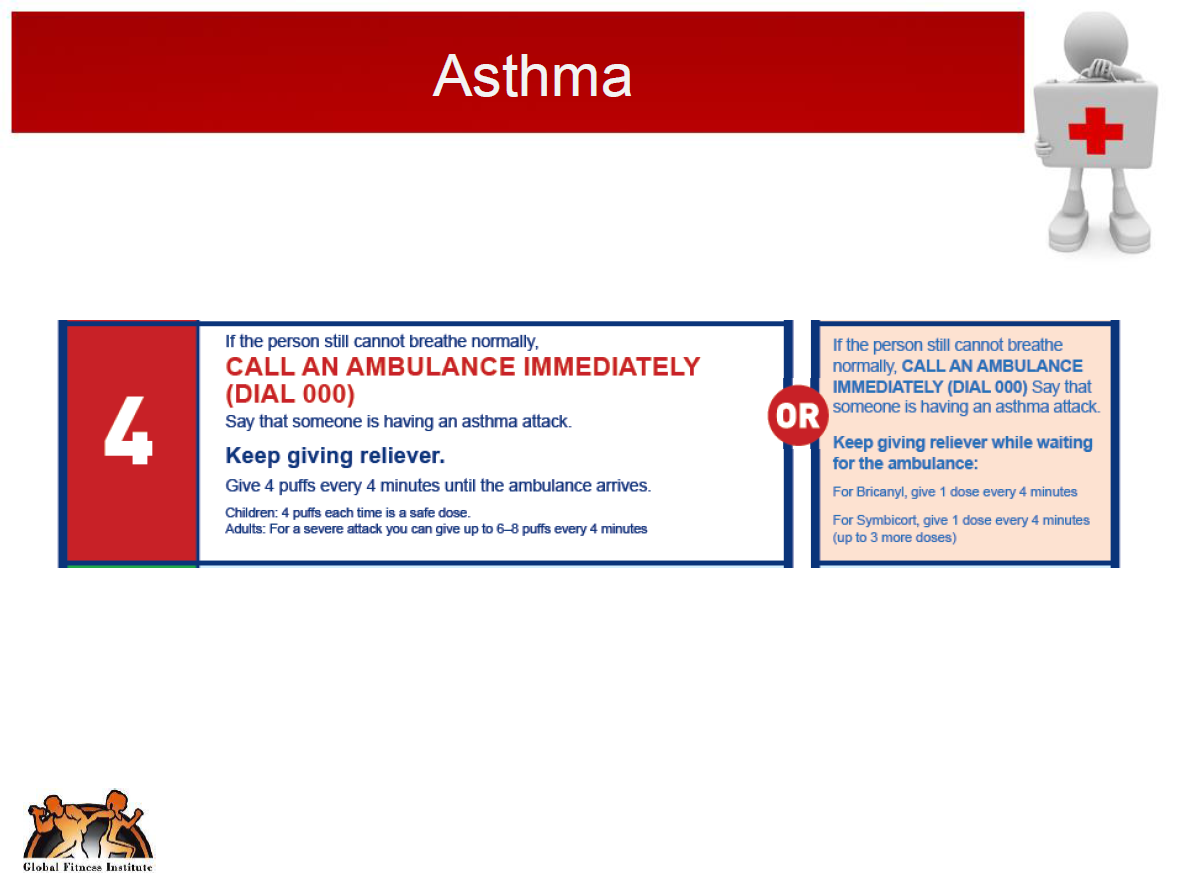 Asthma
4
If the person still cannot breathe normally,
CALL AN AMBULANCE IMMEDIATELY
(DIAL 000)
Say that someone is having an asthma attack.
Keep giving reliever.
Give 4 puffs every 4 minutes until the ambulance arrives.
Children: 4 puffs each time is a safe dose.
Adults: For a severe attack you can give up to 6–8 puffs every 4 minutes
OR
If the person still cannot breathe
normally, CALL AN AMBULANCE
IMMEDIATELY (DIAL 000) Say that
someone is having an asthma attack.
Keep giving reliever while waiting
for the ambulance:
For Bricanyl, give 1 dose every 4 minutes
For Symbicort, give 1 dose every 4 minutes
(up to 3 more doses)
Global Fitness Institute